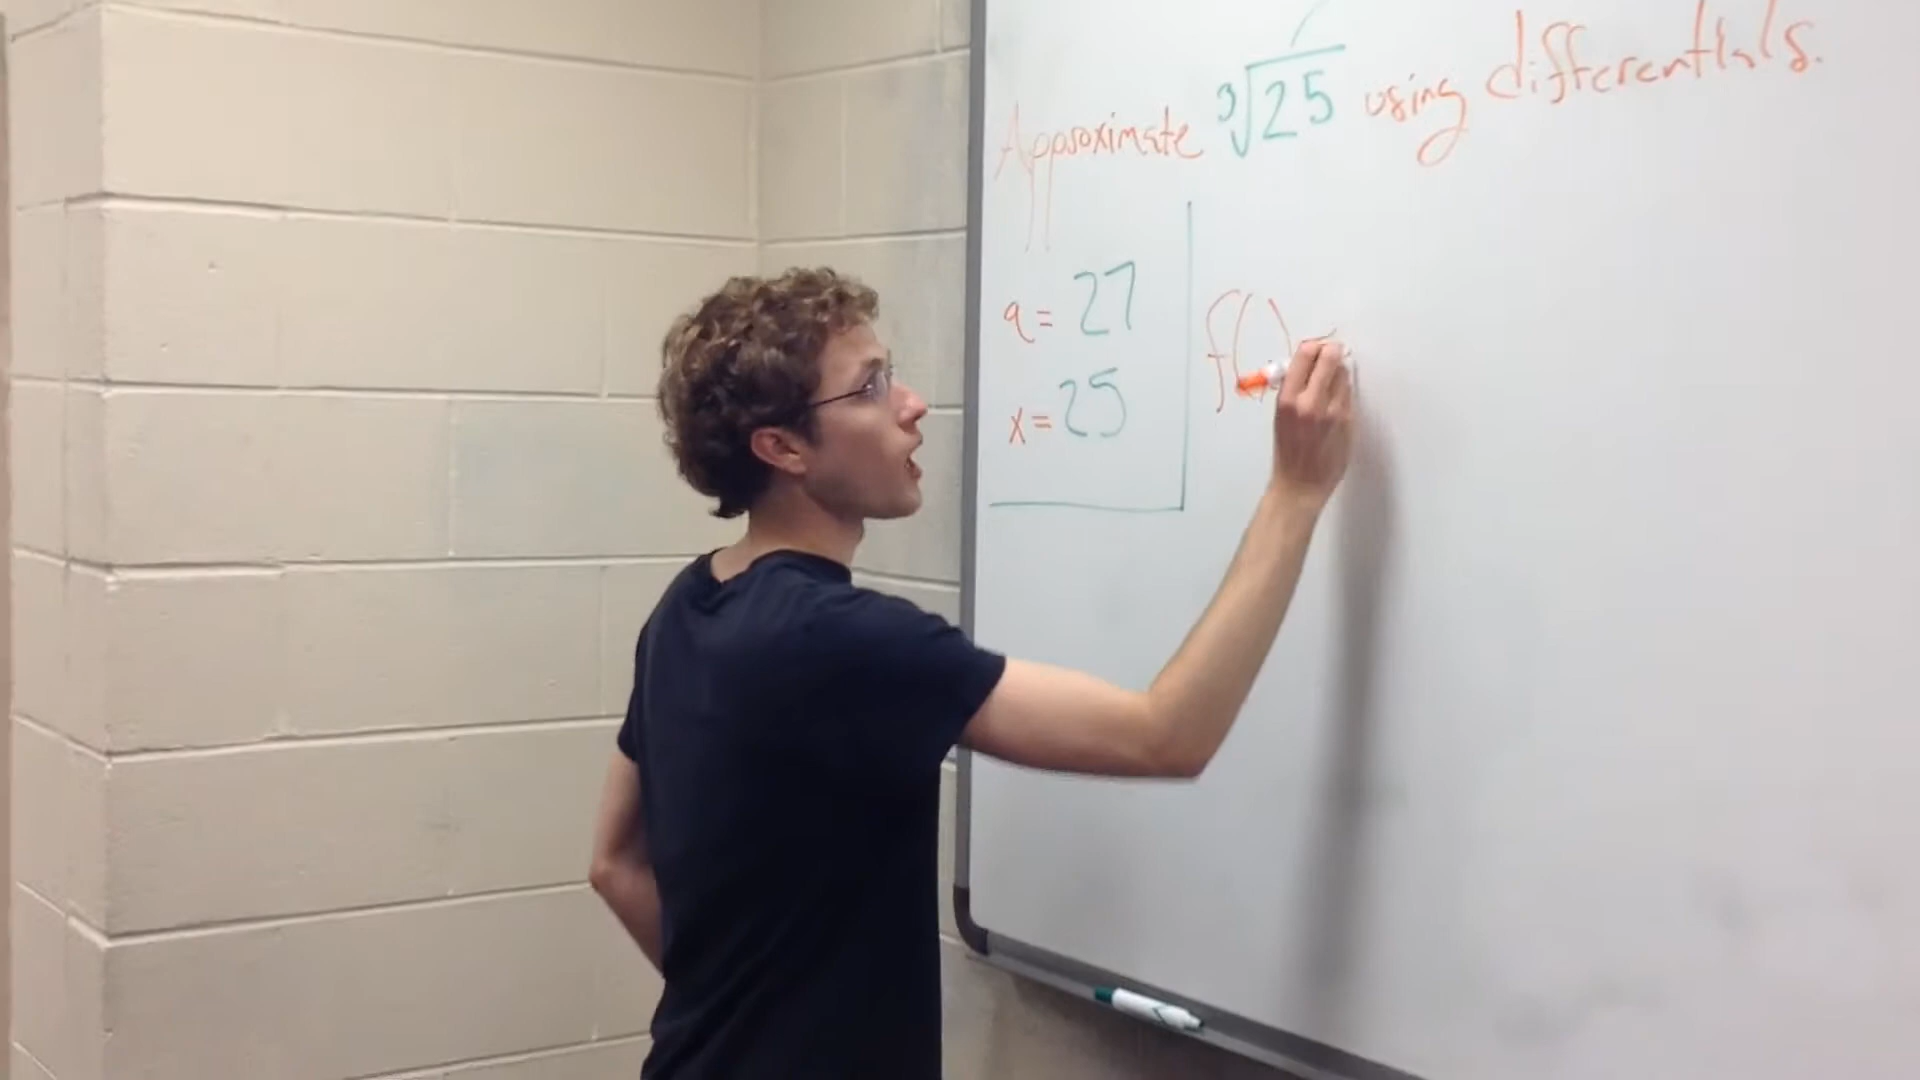 Approximate ∛25 using differentials.
a = 27
x = 25
f( ) =